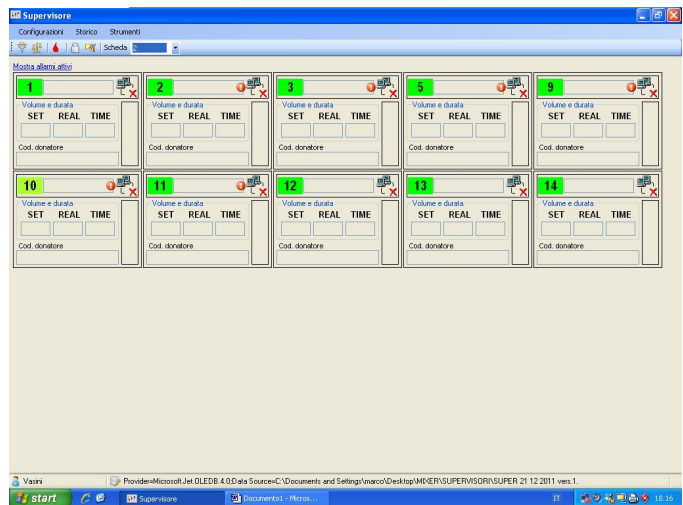 Supervisore
Configurazioni Storico Strumenti
Scheda 2
Mostra allarmi attivi
1 2 3 5 9
Volume e durata Volume e durata Volume e durata Volume e durata Volume e durata
SET REAL TIME SET REAL TIME SET REAL TIME SET REAL TIME SET REAL TIME
Cod. donatore Cod. donatore Cod. donatore Cod. donatore Cod. donatore
10 11 12 13 14
Volume e durata Volume e durata Volume e durata Volume e durata Volume e durata
SET REAL TIME SET REAL TIME SET REAL TIME SET REAL TIME SET REAL TIME
Cod. donatore Cod. donatore Cod. donatore Cod. donatore Cod. donatore
Vasini Provider=Microsoft.Jet.OLEDB.4.0;Data Source=C:\Documents and Settings\marco\Desktop\MIXER\SUPERVISORI\SUPER 21 12 2011 vers.1.
start Supervisore Documento1 - Micros... IT 18.16